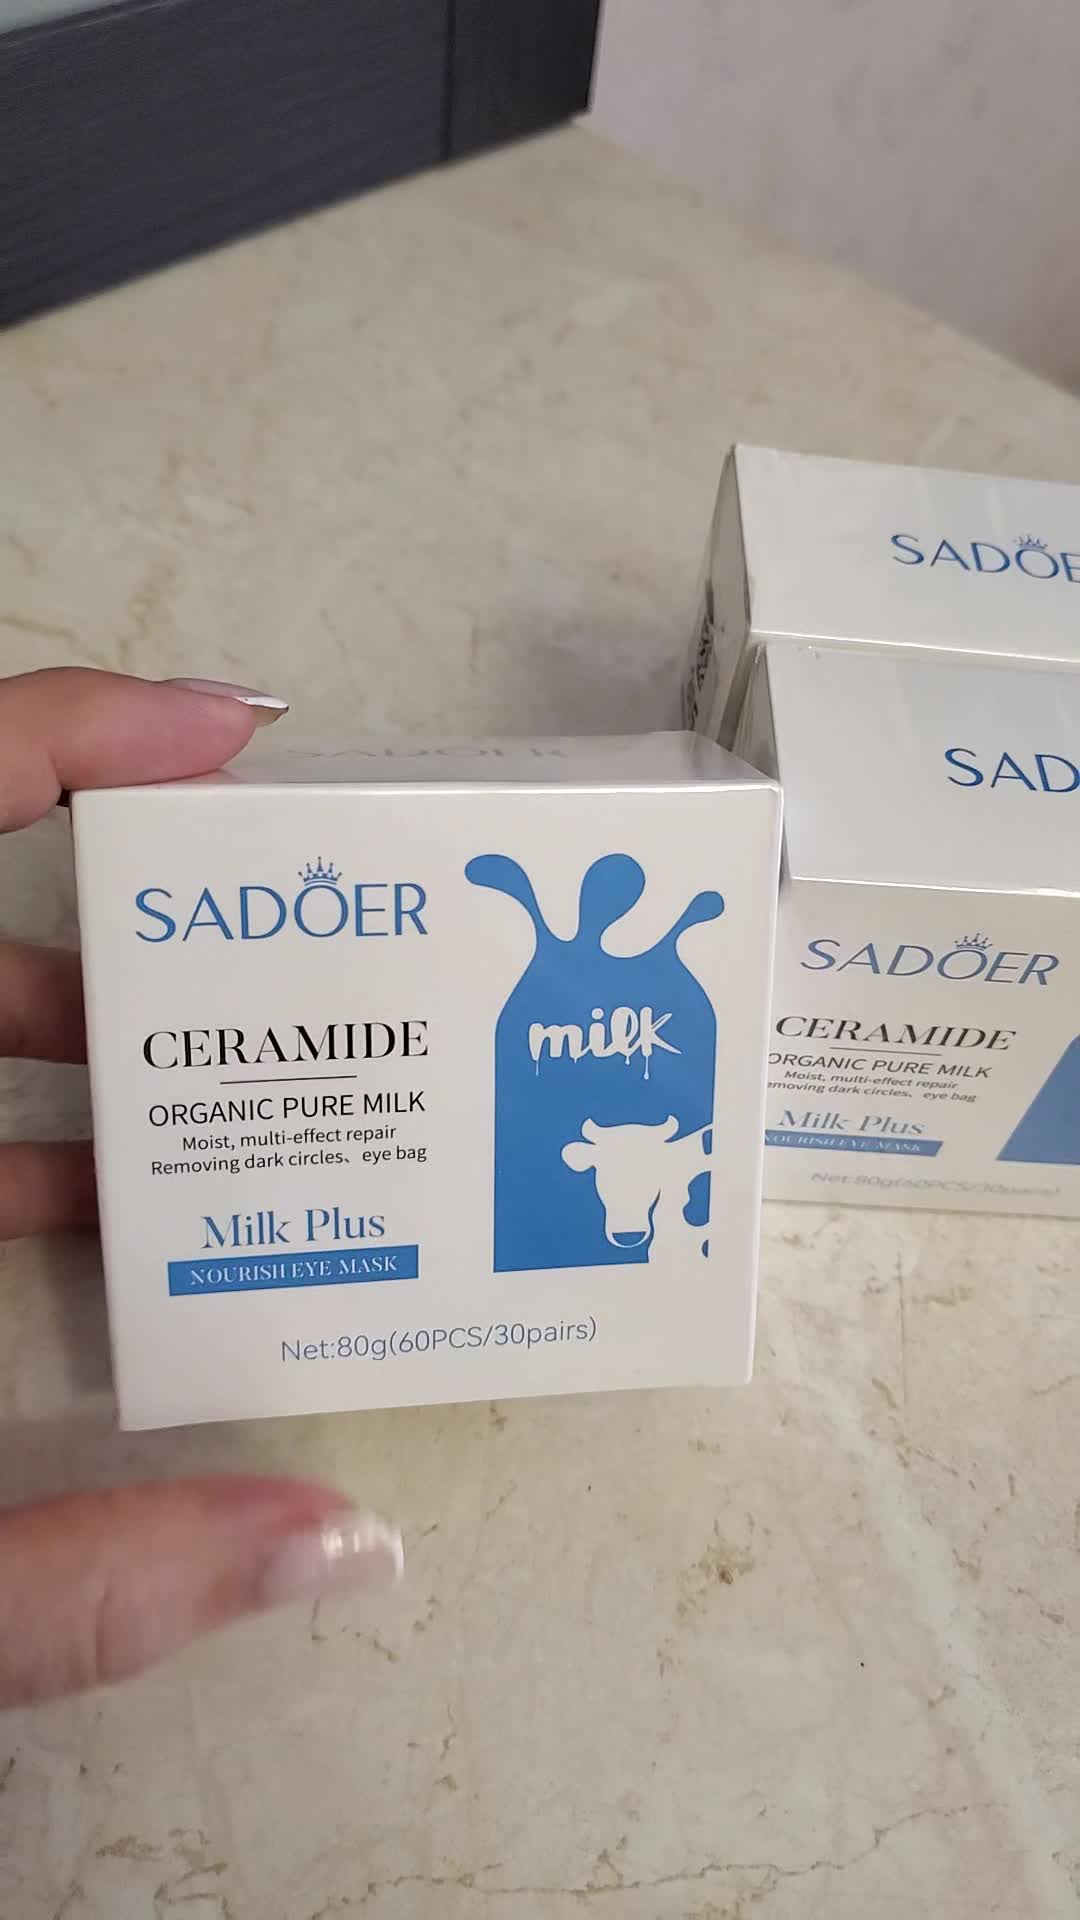 SADOER
CERAMIDE
ORGANIC PURE MILK
Moist, multi-effect repair
Removing dark circles、eye bag
Milk Plus
NOURISH EYE MASK
Net:80g(60PCS/30pairs)
milk
SADOER
SADOE
SAD
SADOER
CERAMIDE
ORGANIC PURE MILK
Moist, multi-effect repair
emoving dark circles、eye bag
Milk Plus
NOURISH EYE MASK
Net:80g(60PCS/30pairs)